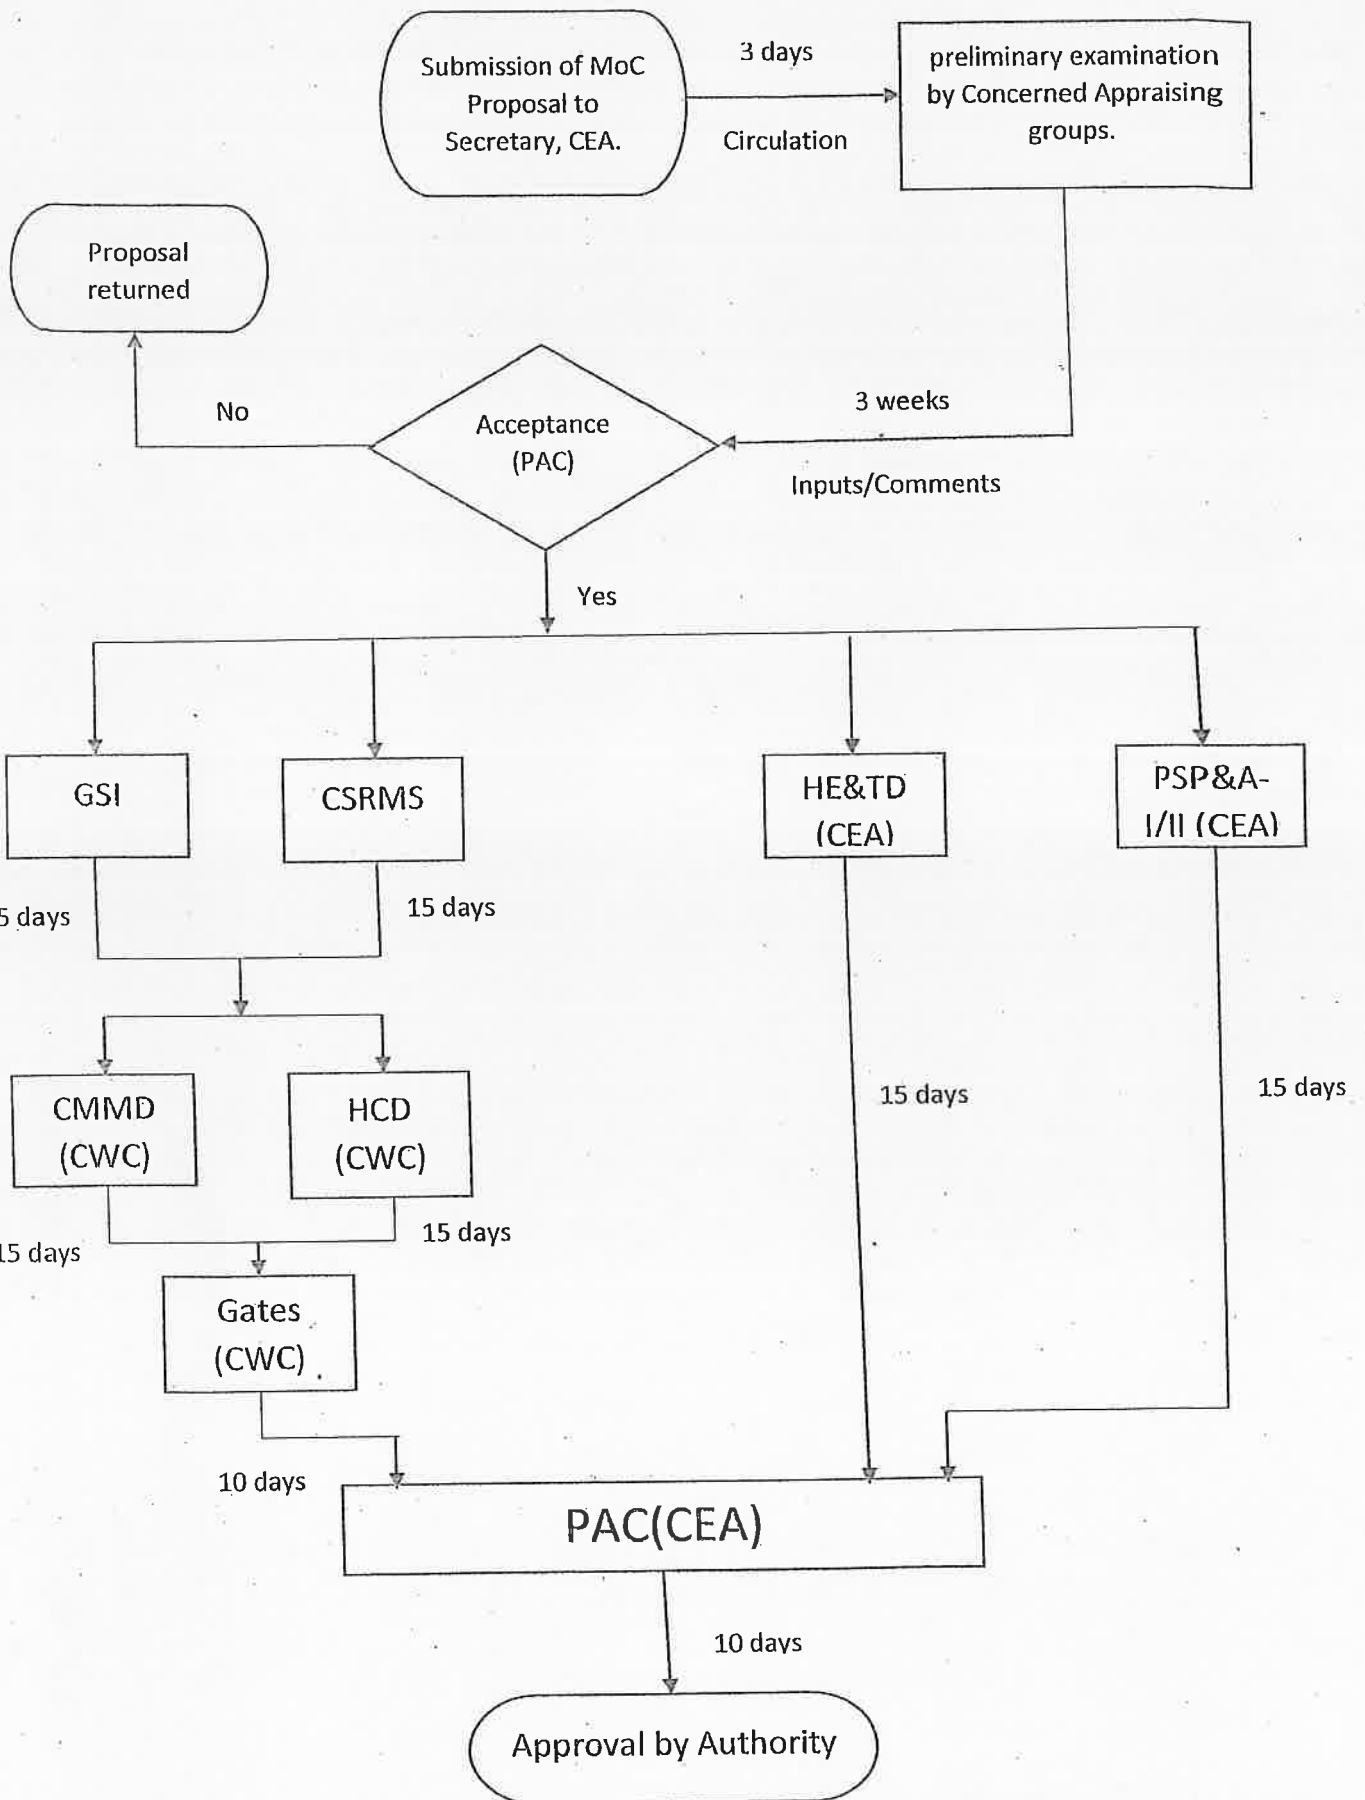 Submission of MoC
Proposal to
Secretary, CEA.
3 days
Circulation
preliminary examination
by Concerned Appraising
groups.
Proposal
returned
No
Acceptance
(PAC)
3 weeks
Inputs/Comments
Yes
GSI
CSRMS
HE&TD
(CEA)
PSP&A-
I/II (CEA)
5 days
15 days
CMMD
(CWC)
HCD
(CWC)
15 days
15 days
15 days
15 days
Gates
(CWC)
10 days
PAC(CEA)
10 days
Approval by Authority